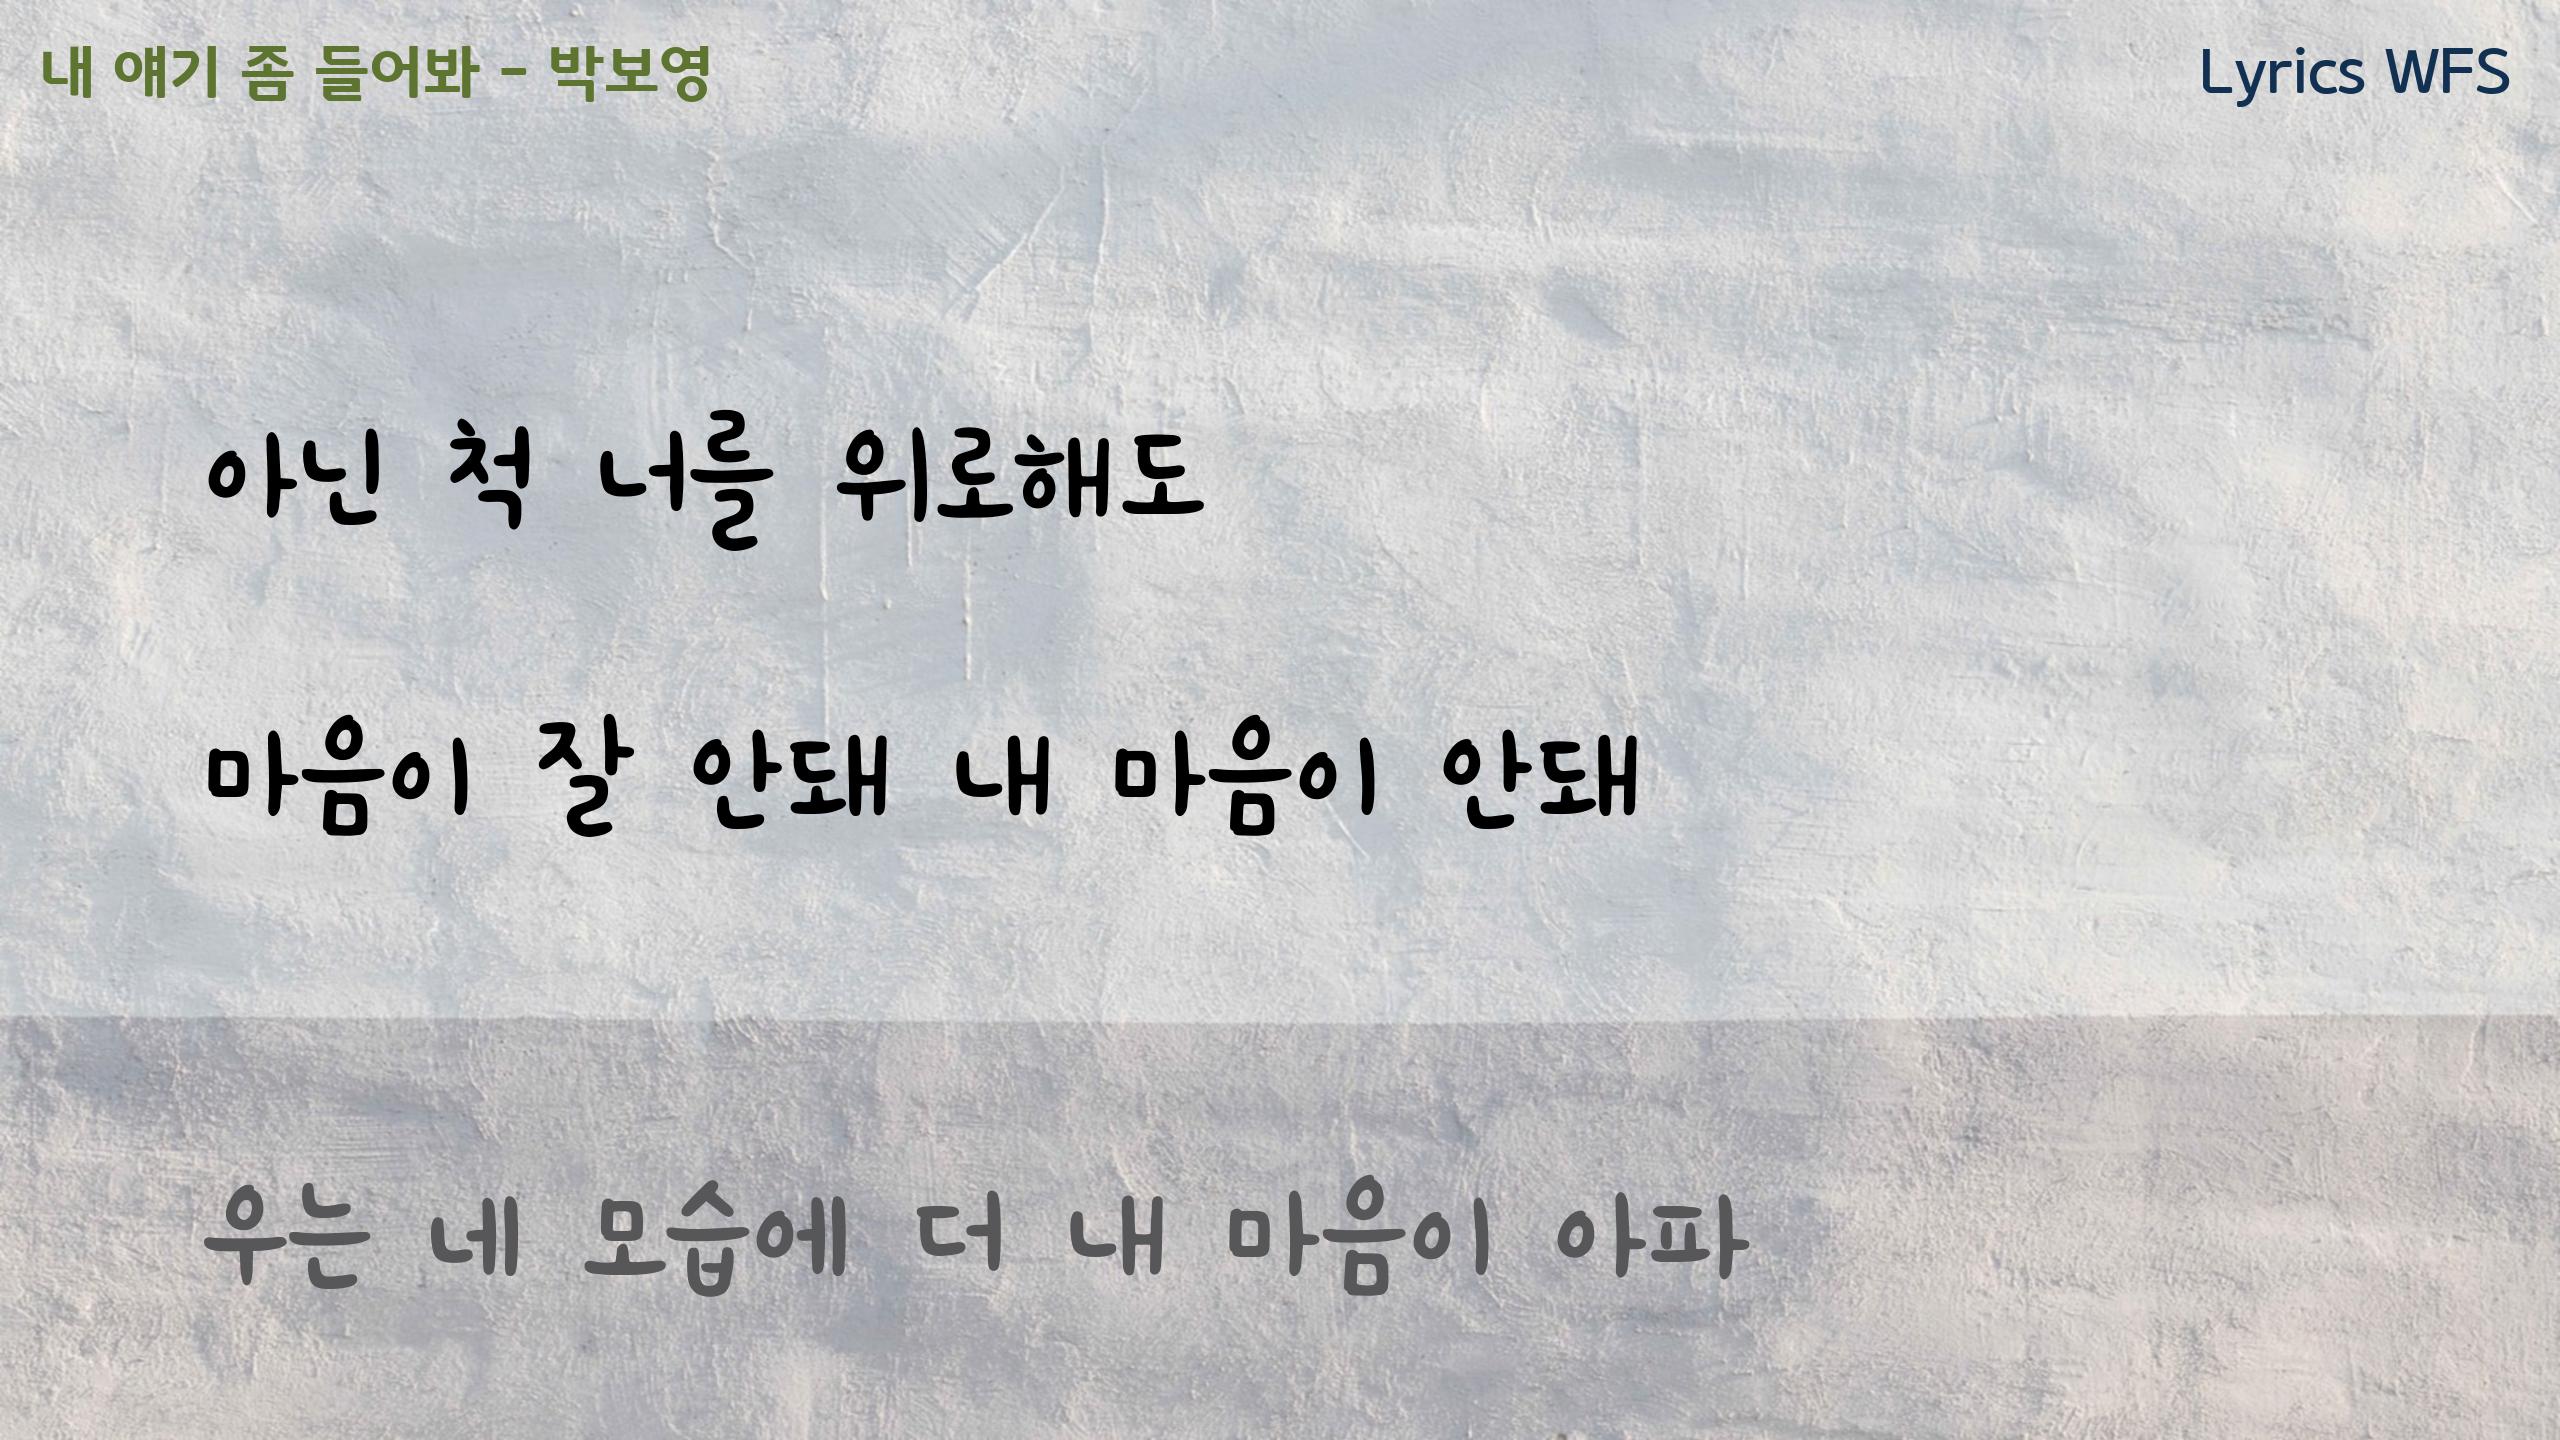 내 얘기 좀 들어봐 - 박보영
Lyrics WFS
아닌 척 너를 위로해도
마음이 잘 안돼 내 마음이 안돼
우는 네 모습에 더 내 마음이 아파